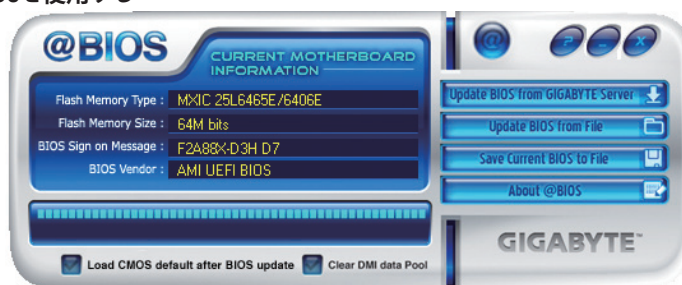 を使用する
@BIOS
CURRENT MOTHERBOARD
INFORMATION
Flash Memory Type : MXIC 25L6465E/6406E
Flash Memory Size : 64M bits
BIOS Sign on Message : F2A88X-D3H D7
BIOS Vendor : AMI UEFI BIOS
Load CMOS default after BIOS update
Clear DMI data Pool
@
?
-
X
Update BIOS from GIGABYTE Server
Update BIOS from File
Save Current BIOS to File
About @BIOS
GIGABYTE™